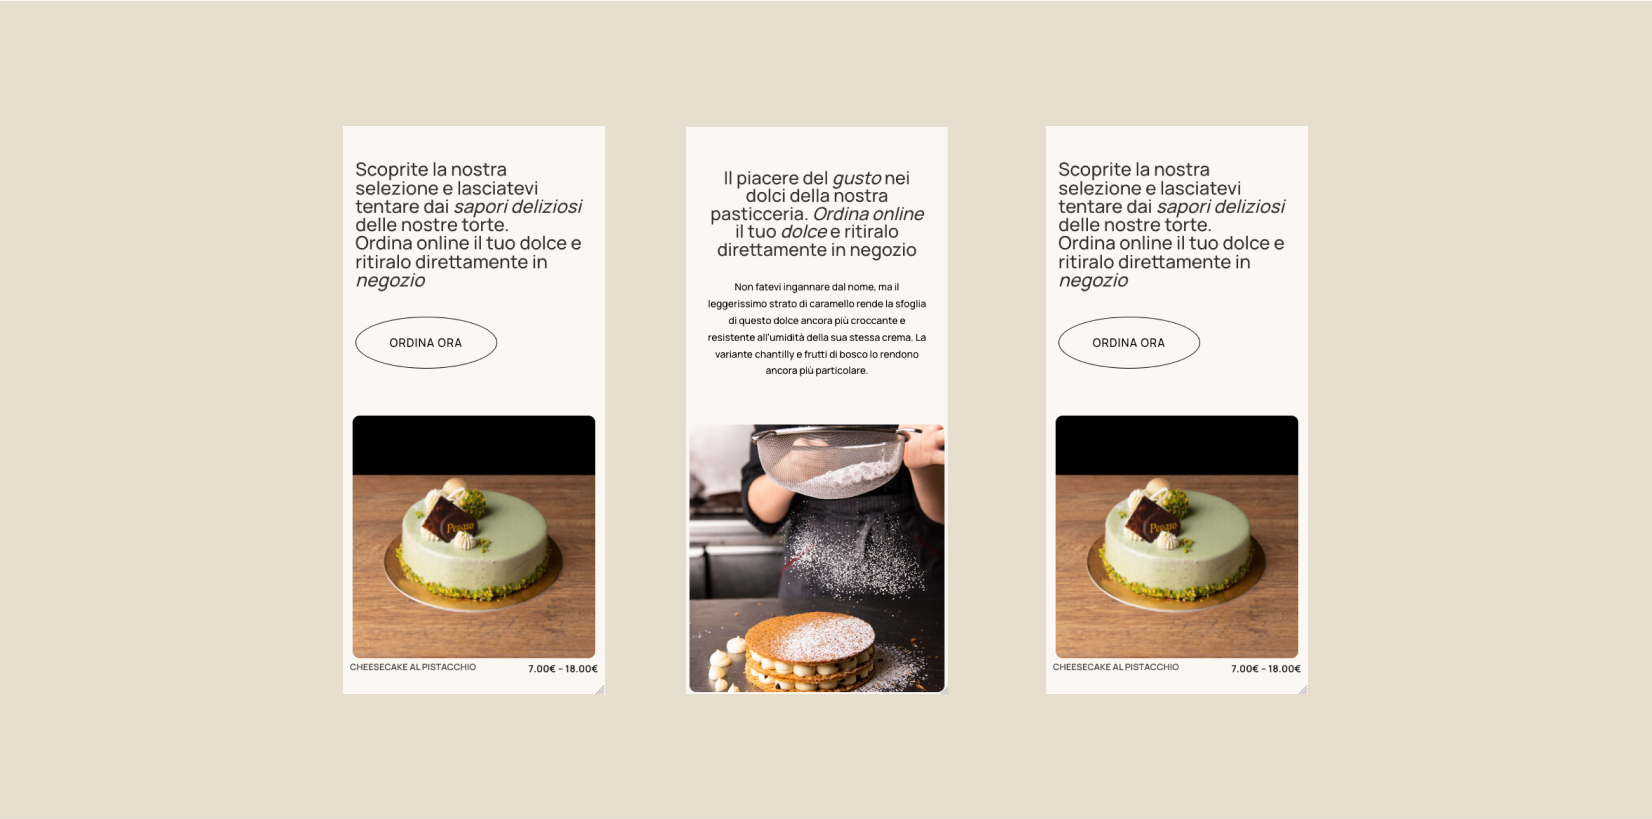 Scoprite la nostra
selezione e lasciatevi
tentare dai sapori deliziosi
delle nostre torte.
Ordina online il tuo dolce e
ritiralo direttamente in
negozio
ORDINA ORA
Pegaso
CHEESECAKE AL PISTACCHIO
7.00€ – 18.00€
Il piacere del gusto nei
dolci della nostra
pasticceria. Ordina online
il tuo dolce e ritiralo
direttamente in negozio
Non fatevi ingannare dal nome, ma il
leggerissimo strato di caramello rende la sfoglia
di questo dolce ancora più croccante e
resistente all'umidità della sua stessa crema. La
variante chantilly e frutti di bosco lo rendono
ancora più particolare.
Scoprite la nostra
selezione e lasciatevi
tentare dai sapori deliziosi
delle nostre torte.
Ordina online il tuo dolce e
ritiralo direttamente in
negozio
ORDINA ORA
Pegaso
CHEESECAKE AL PISTACCHIO
7.00€ – 18.00€